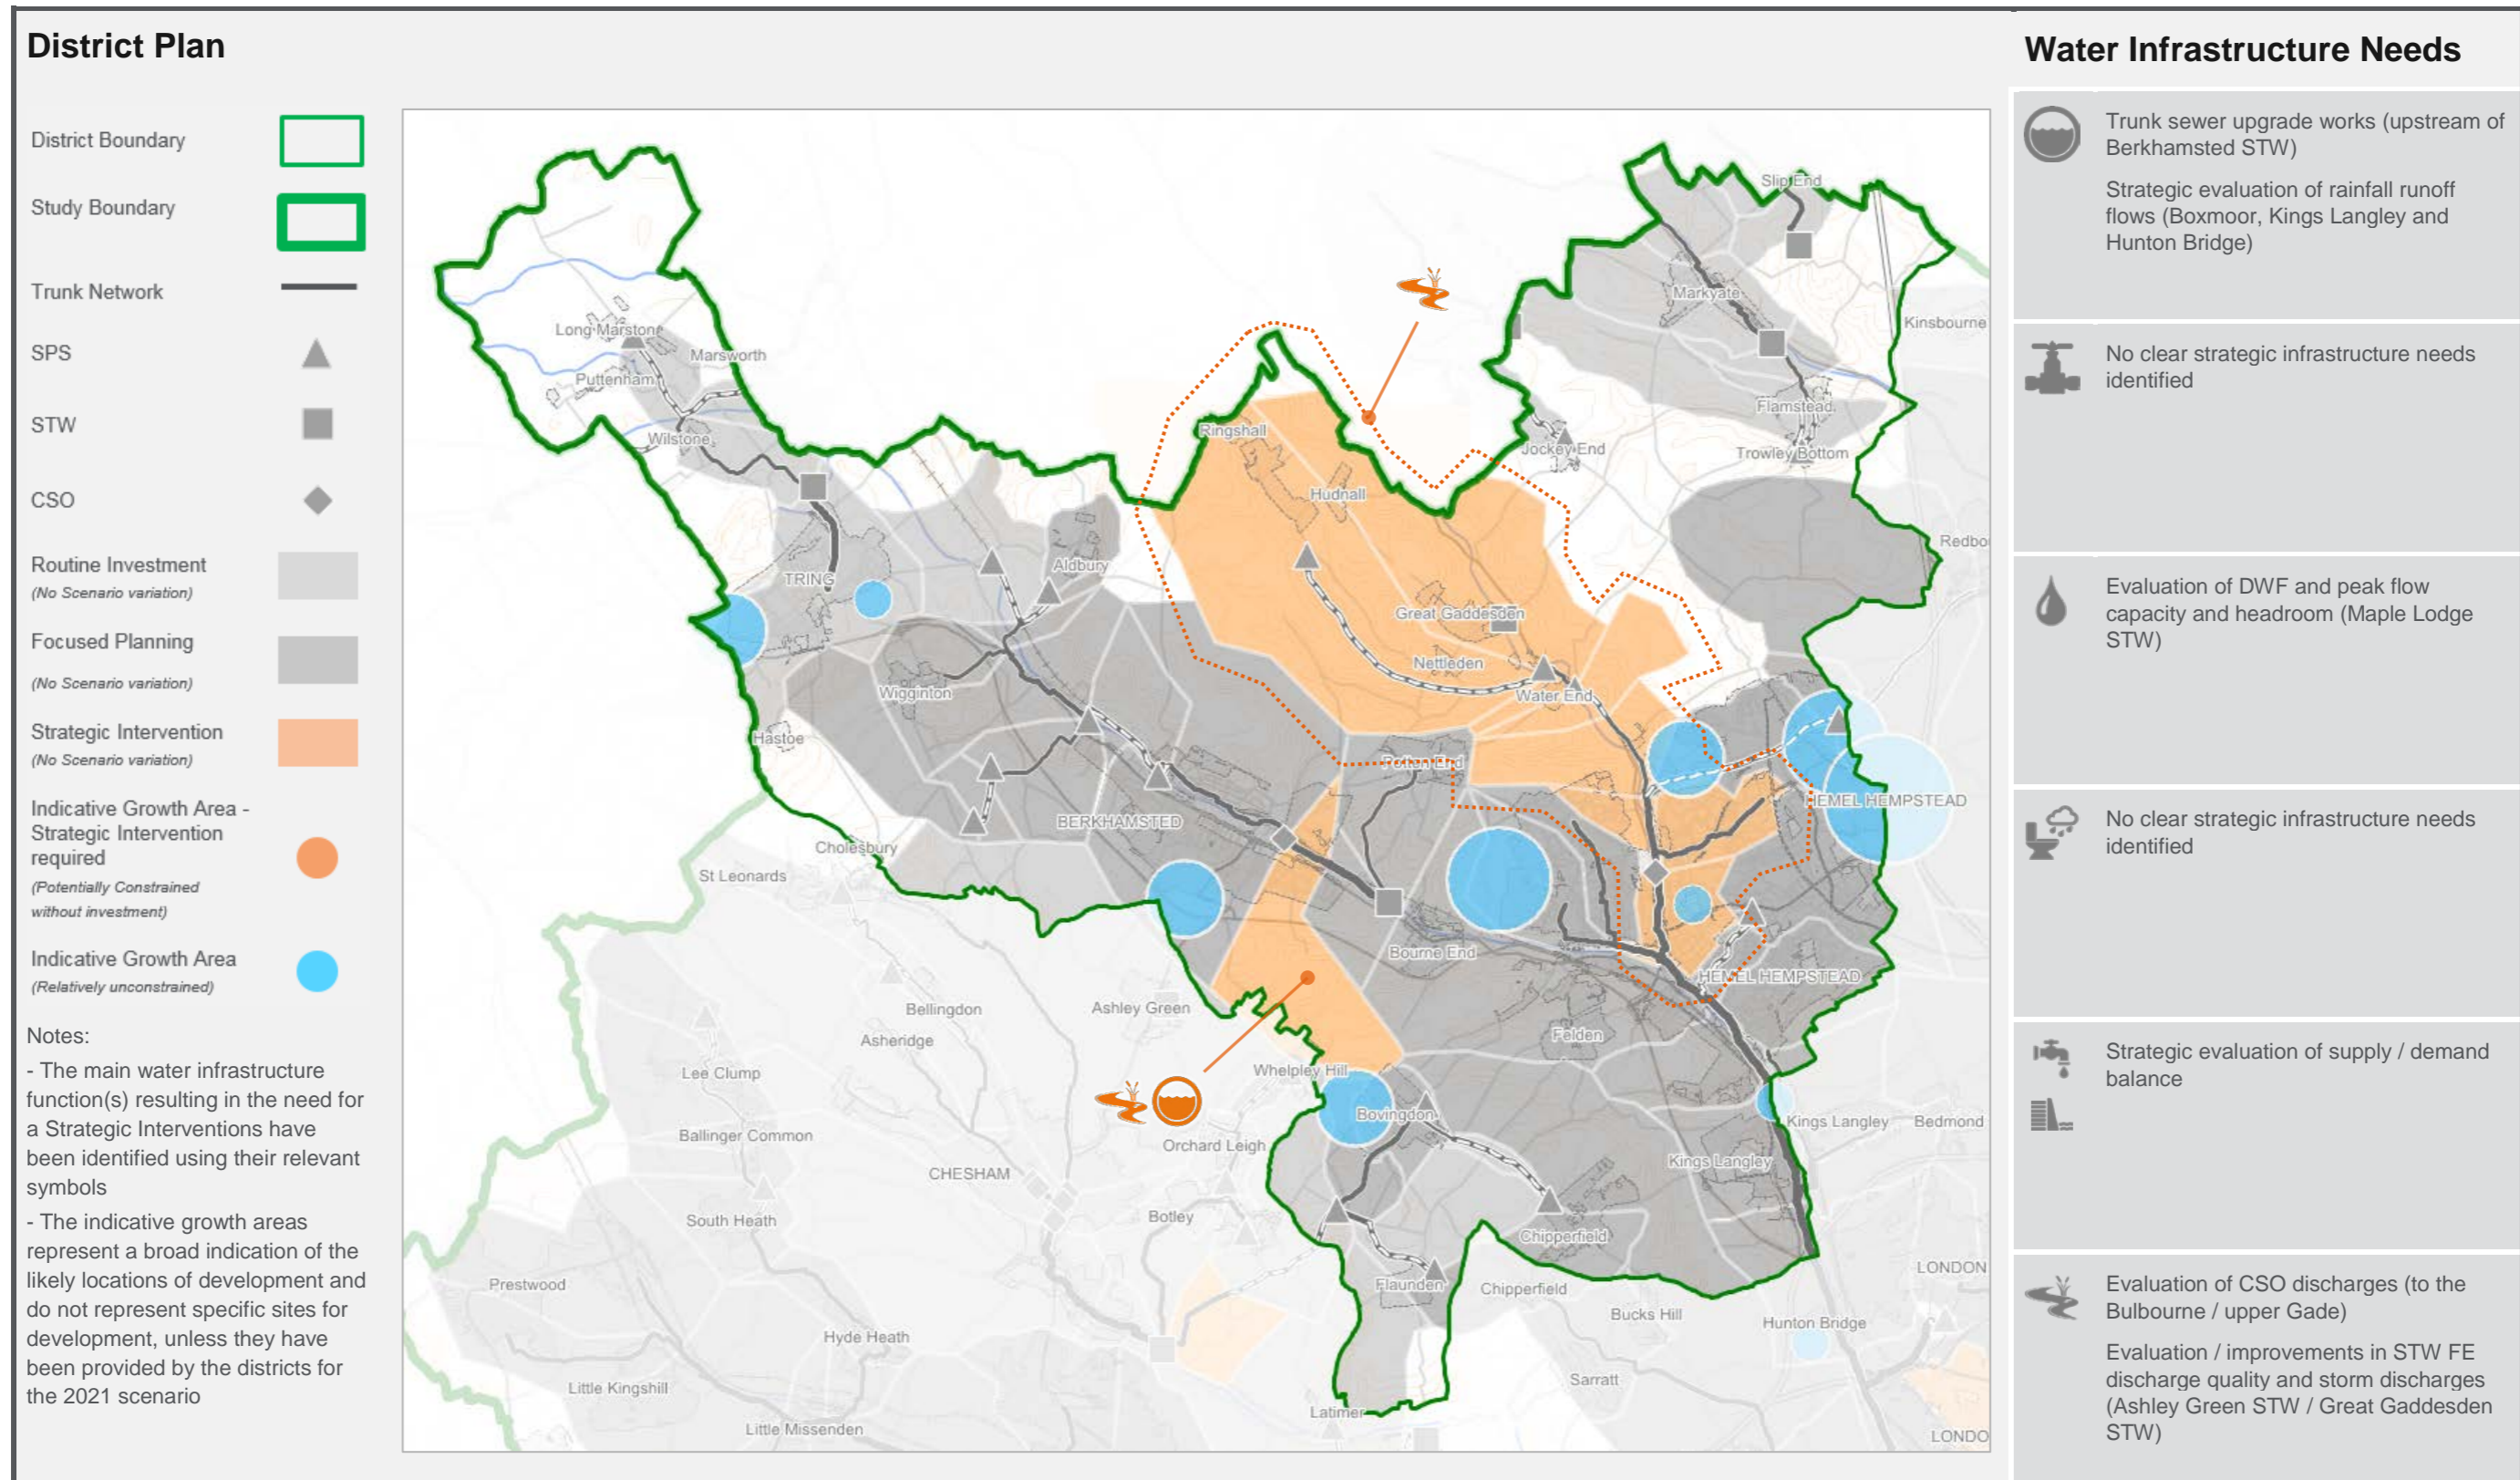 District Plan
District Boundary
Study Boundary
Trunk Network
SPS
STW
CSO
Routine Investment
(No Scenario variation)
Focused Planning
(No Scenario variation)
Strategic Intervention
(No Scenario variation)
Indicative Growth Area -
Strategic Intervention
required
(Potentially Constrained
without investment)
Indicative Growth Area
(Relatively unconstrained)
Notes:
- The main water infrastructure
function(s) resulting in the need for
a Strategic Interventions have
been identified using their relevant
symbols
- The indicative growth areas
represent a broad indication of the
likely locations of development and
do not represent specific sites for
development, unless they have
been provided by the districts for
the 2021 scenario
Slip End
Markyate
Kinsbourne
Long Marston
Marsworth
Puttenham
Flamstead
Wilstone
Ringshall
Jockey End
Trowley Bottom
Hudnall
Redbo
Aldbury
TRING
Great Gaddesden
Nettleden
Wigginton
Water End
Hastoe
Potten End
HEMEL HEMPSTEAD
BERKHAMSTED
Cholesbury
St Leonards
Bourne End
HEMEL HEMPSTEAD
Bellingdon
Ashley Green
Asheridge
Felden
Lee Clump
Whelpley Hill
Bovingdon
Kings Langley
Bedmond
Ballinger Common
Orchard Leigh
Kings Langley
CHESHAM
South Heath
Botley
Chipperfield
Prestwood
Flaunden
Chipperfield
LONDON
Bucks Hill
Hunton Bridge
Hyde Heath
Little Kingshill
Sarratt
Latimer
Little Missenden
LONDO
Water Infrastructure Needs
Trunk sewer upgrade works (upstream of
Berkhamsted STW)
Strategic evaluation of rainfall runoff
flows (Boxmoor, Kings Langley and
Hunton Bridge)
No clear strategic infrastructure needs
identified
Evaluation of DWF and peak flow
capacity and headroom (Maple Lodge
STW)
No clear strategic infrastructure needs
identified
Strategic evaluation of supply / demand
balance
Evaluation of CSO discharges (to the
Bulbourne / upper Gade)
Evaluation / improvements in STW FE
discharge quality and storm discharges
(Ashley Green STW / Great Gaddesden
STW)